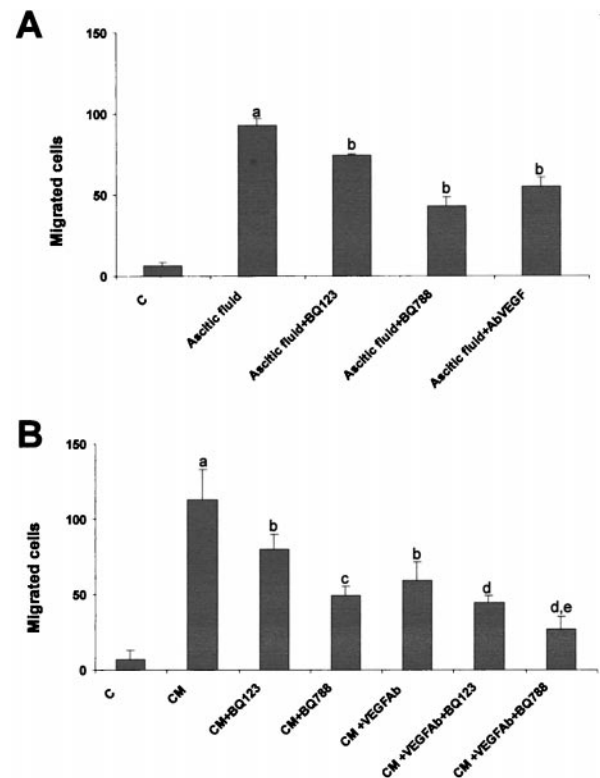 A
150
100
50
0
Migrated cells
a
b
b
b
C
Ascitic fluid
Ascitic fluid+BQ123
Ascitic fluid+BQ788
Ascitic fluid+AbVEGF
B
150
100
50
0
Migrated cells
a
b
c
b
d
d,e
C
CM
CM+BQ123
CM+BQ788
CM +VEGFAb
CM +VEGFAb+BQ123
CM +VEGFAb+BQ788